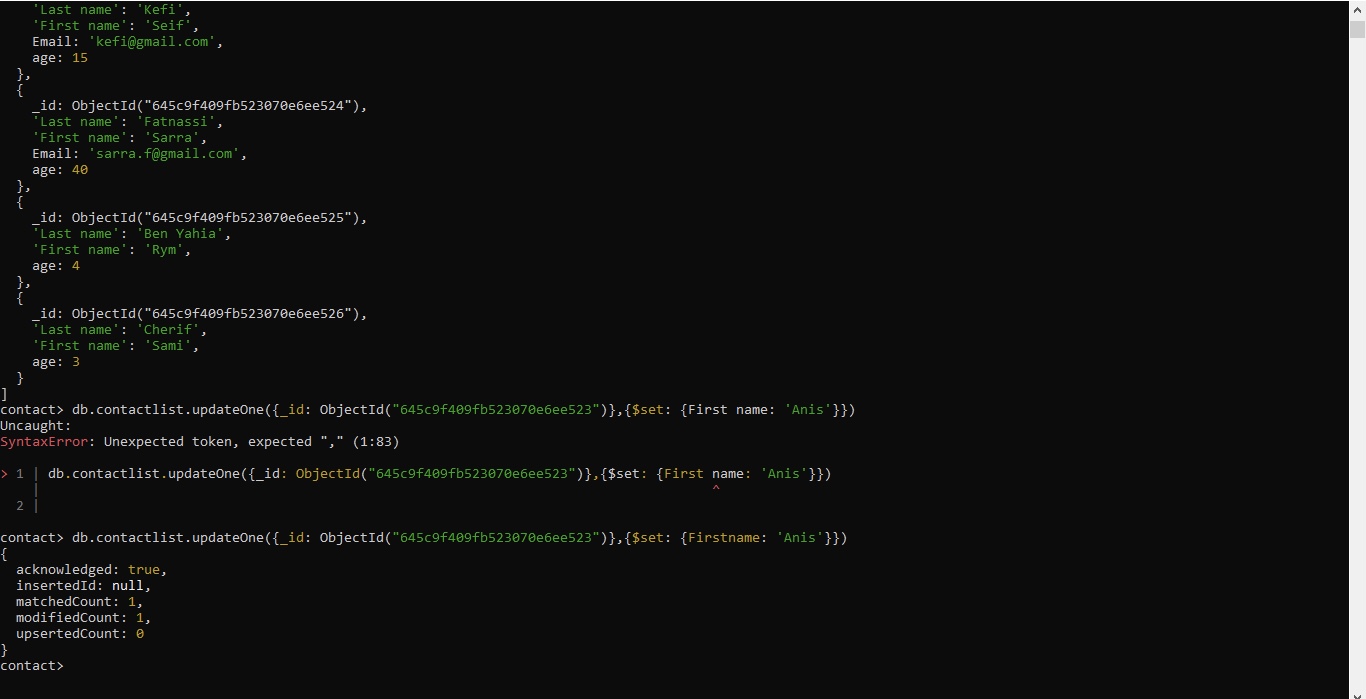 'Last name': 'Kefi',
'First name': 'Seif',
Email: 'kefi@gmail.com',
age: 15
},
{
_id: ObjectId("645c9f409fb523070e6ee524"),
'Last name': 'Fatnassi',
'First name': 'Sarra',
Email: 'sarra.f@gmail.com',
age: 40
},
{
_id: ObjectId("645c9f409fb523070e6ee525"),
'Last name': 'Ben Yahia',
'First name': 'Rym',
age: 4
},
{
_id: ObjectId("645c9f409fb523070e6ee526"),
'Last name': 'Cherif',
'First name': 'Sami',
age: 3
}
]
contact> db.contactlist.updateOne({_id: ObjectId("645c9f409fb523070e6ee523")},{$set: {First name: 'Anis'}})
Uncaught:
SyntaxError: Unexpected token, expected "," (1:83)
> 1 | db.contactlist.updateOne({_id: ObjectId("645c9f409fb523070e6ee523")},{$set: {First name: 'Anis'}})
| ^
2 |
contact> db.contactlist.updateOne({_id: ObjectId("645c9f409fb523070e6ee523")},{$set: {Firstname: 'Anis'}})
{
acknowledged: true,
insertedId: null,
matchedCount: 1,
modifiedCount: 1,
upsertedCount: 0
}
contact>